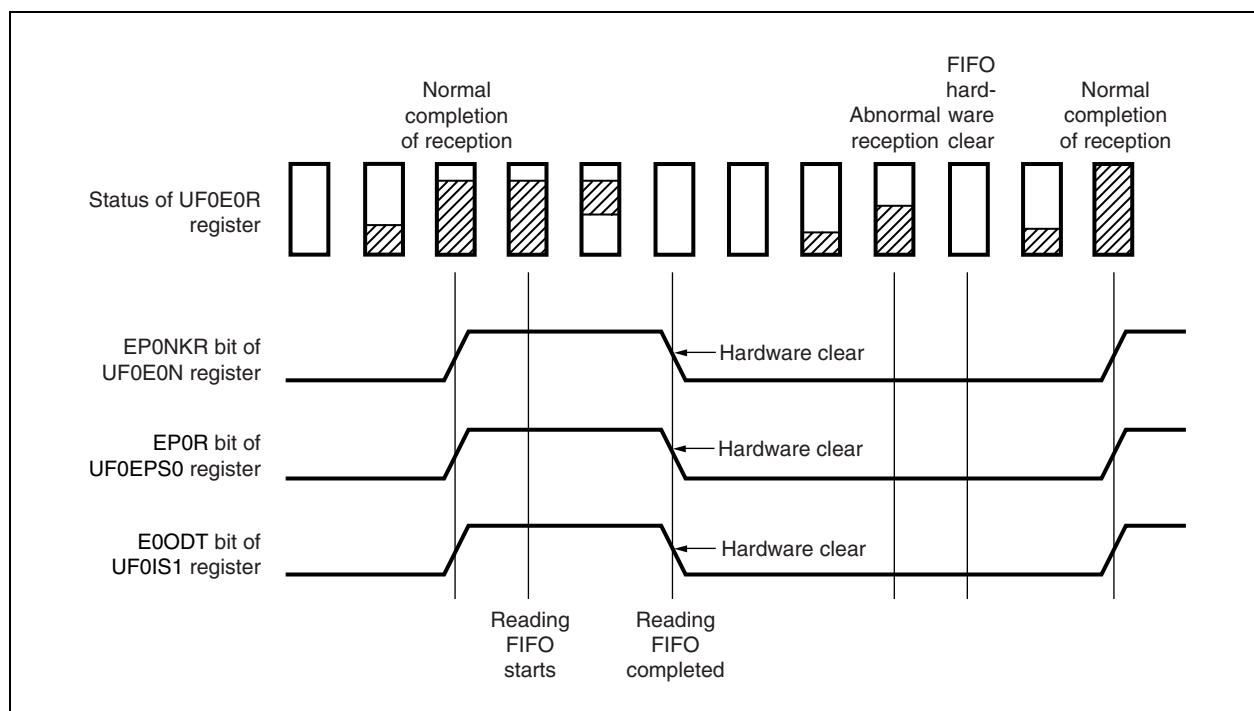 FIFO
hard-
ware
clear
Normal
completion
of reception
Abnormal
reception
Normal
completion
of reception
Status of UF0E0R
register
EP0NKR bit of
UF0E0N register
Hardware clear
EP0R bit of
UF0EPS0 register
Hardware clear
E0ODT bit of
UF0IS1 register
Hardware clear
Reading
FIFO
starts
Reading
FIFO
completed